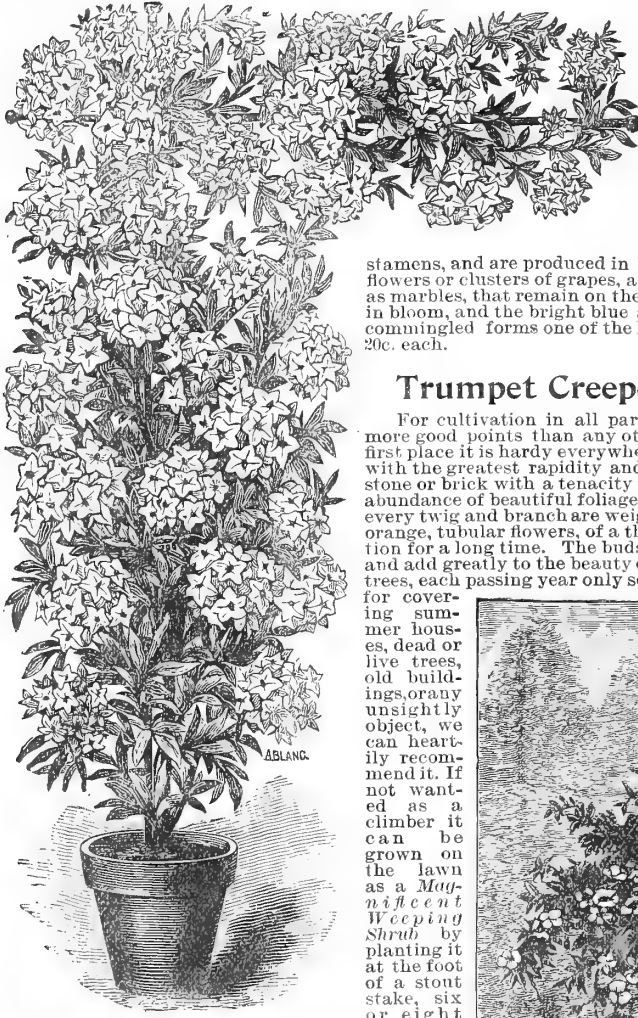 stamens, and are produced in
flowers or clusters of grapes, a
as marbles, that remain on the
in bloom, and the bright blue
commingled forms one of the
20c. each.
Trumpet Creep
For cultivation in all par
more good points than any ot
first place it is hardy everywhe
with the greatest rapidity and
stone or brick with a tenacity
abundance of beautiful foliage
every twig and branch are weig
orange, tubular flowers, of a th
tion for a long time. The buds
and add greatly to the beauty
trees, each passing year only se
for cover-
ing sum-
mer hous-
es, dead or
live trees,
old build-
ings,orany
unsightly
object, we
can heart-
ily recom-
mend it. If
not want-
ed as a
climber it
can be
grown on
the lawn
as a Mag-
nificent
Weeping
Shrub by
planting it
at the foot
of a stout
stake, six
or eight
A.BLANC.